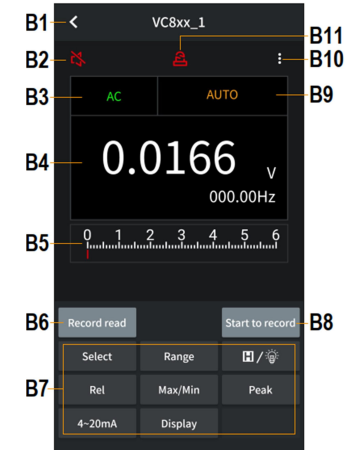 B1 VC8xx_1
B11
B2 B10
B3 AC AUTO B9
B4 0.0166 V
000.00Hz
B5 0 1 2 3 4 5 6
B6 Record read Start to record B8
Select Range H/
B7 Rel Max/Min Peak
4~20mA Display